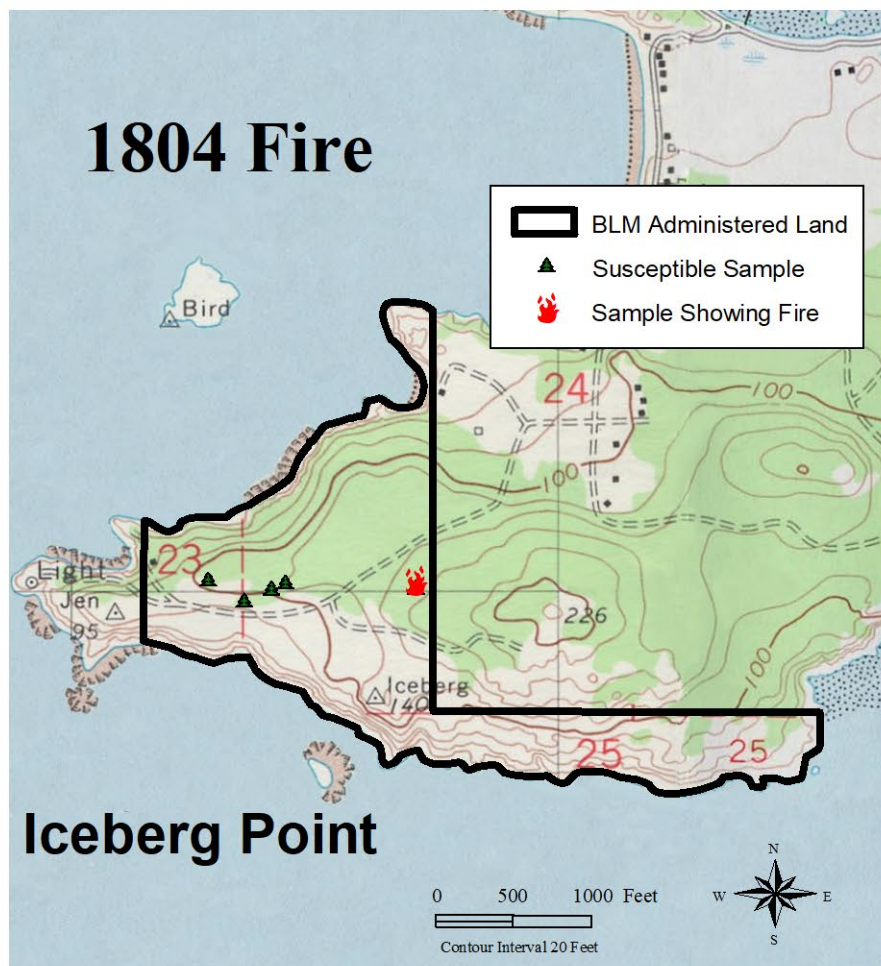 1804 Fire
BLM Administered Land
Susceptible Sample
Sample Showing Fire
Bird
24
100
100
23
Light
Jen
95
226
100
Iceberg
140
25
25
Iceberg Point
N
W E
S
0 500 1000 Feet
Contour Interval 20 Feet